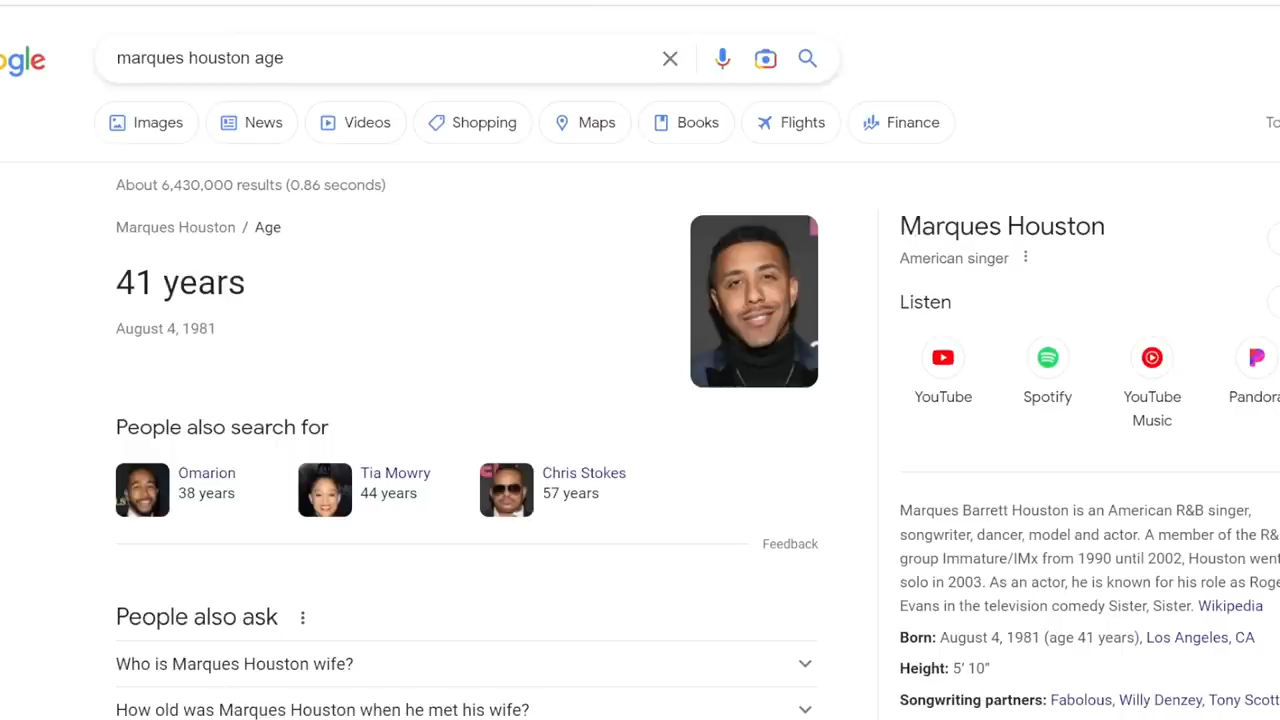 ogle
marques houston age
Images
News
Videos
Shopping
Maps
Books
Flights
Finance
About 6,430,000 results (0.86 seconds)
Marques Houston / Age
41 years
August 4, 1981
People also search for
Omarion
38 years
Tia Mowry
44 years
Chris Stokes
57 years
Feedback
People also ask
Who is Marques Houston wife?
How old was Marques Houston when he met his wife?
Marques Houston
American singer
Listen
YouTube
Spotify
YouTube
Music
Pandora
Marques Barrett Houston is an American R&B singer,
songwriter, dancer, model and actor. A member of the R&
group Immature/IMx from 1990 until 2002, Houston went
solo in 2003. As an actor, he is known for his role as Roge
Evans in the television comedy Sister, Sister. Wikipedia
Born: August 4, 1981 (age 41 years), Los Angeles, CA
Height: 5′ 10″
Songwriting partners: Fabolous, Willy Denzey, Tony Scott